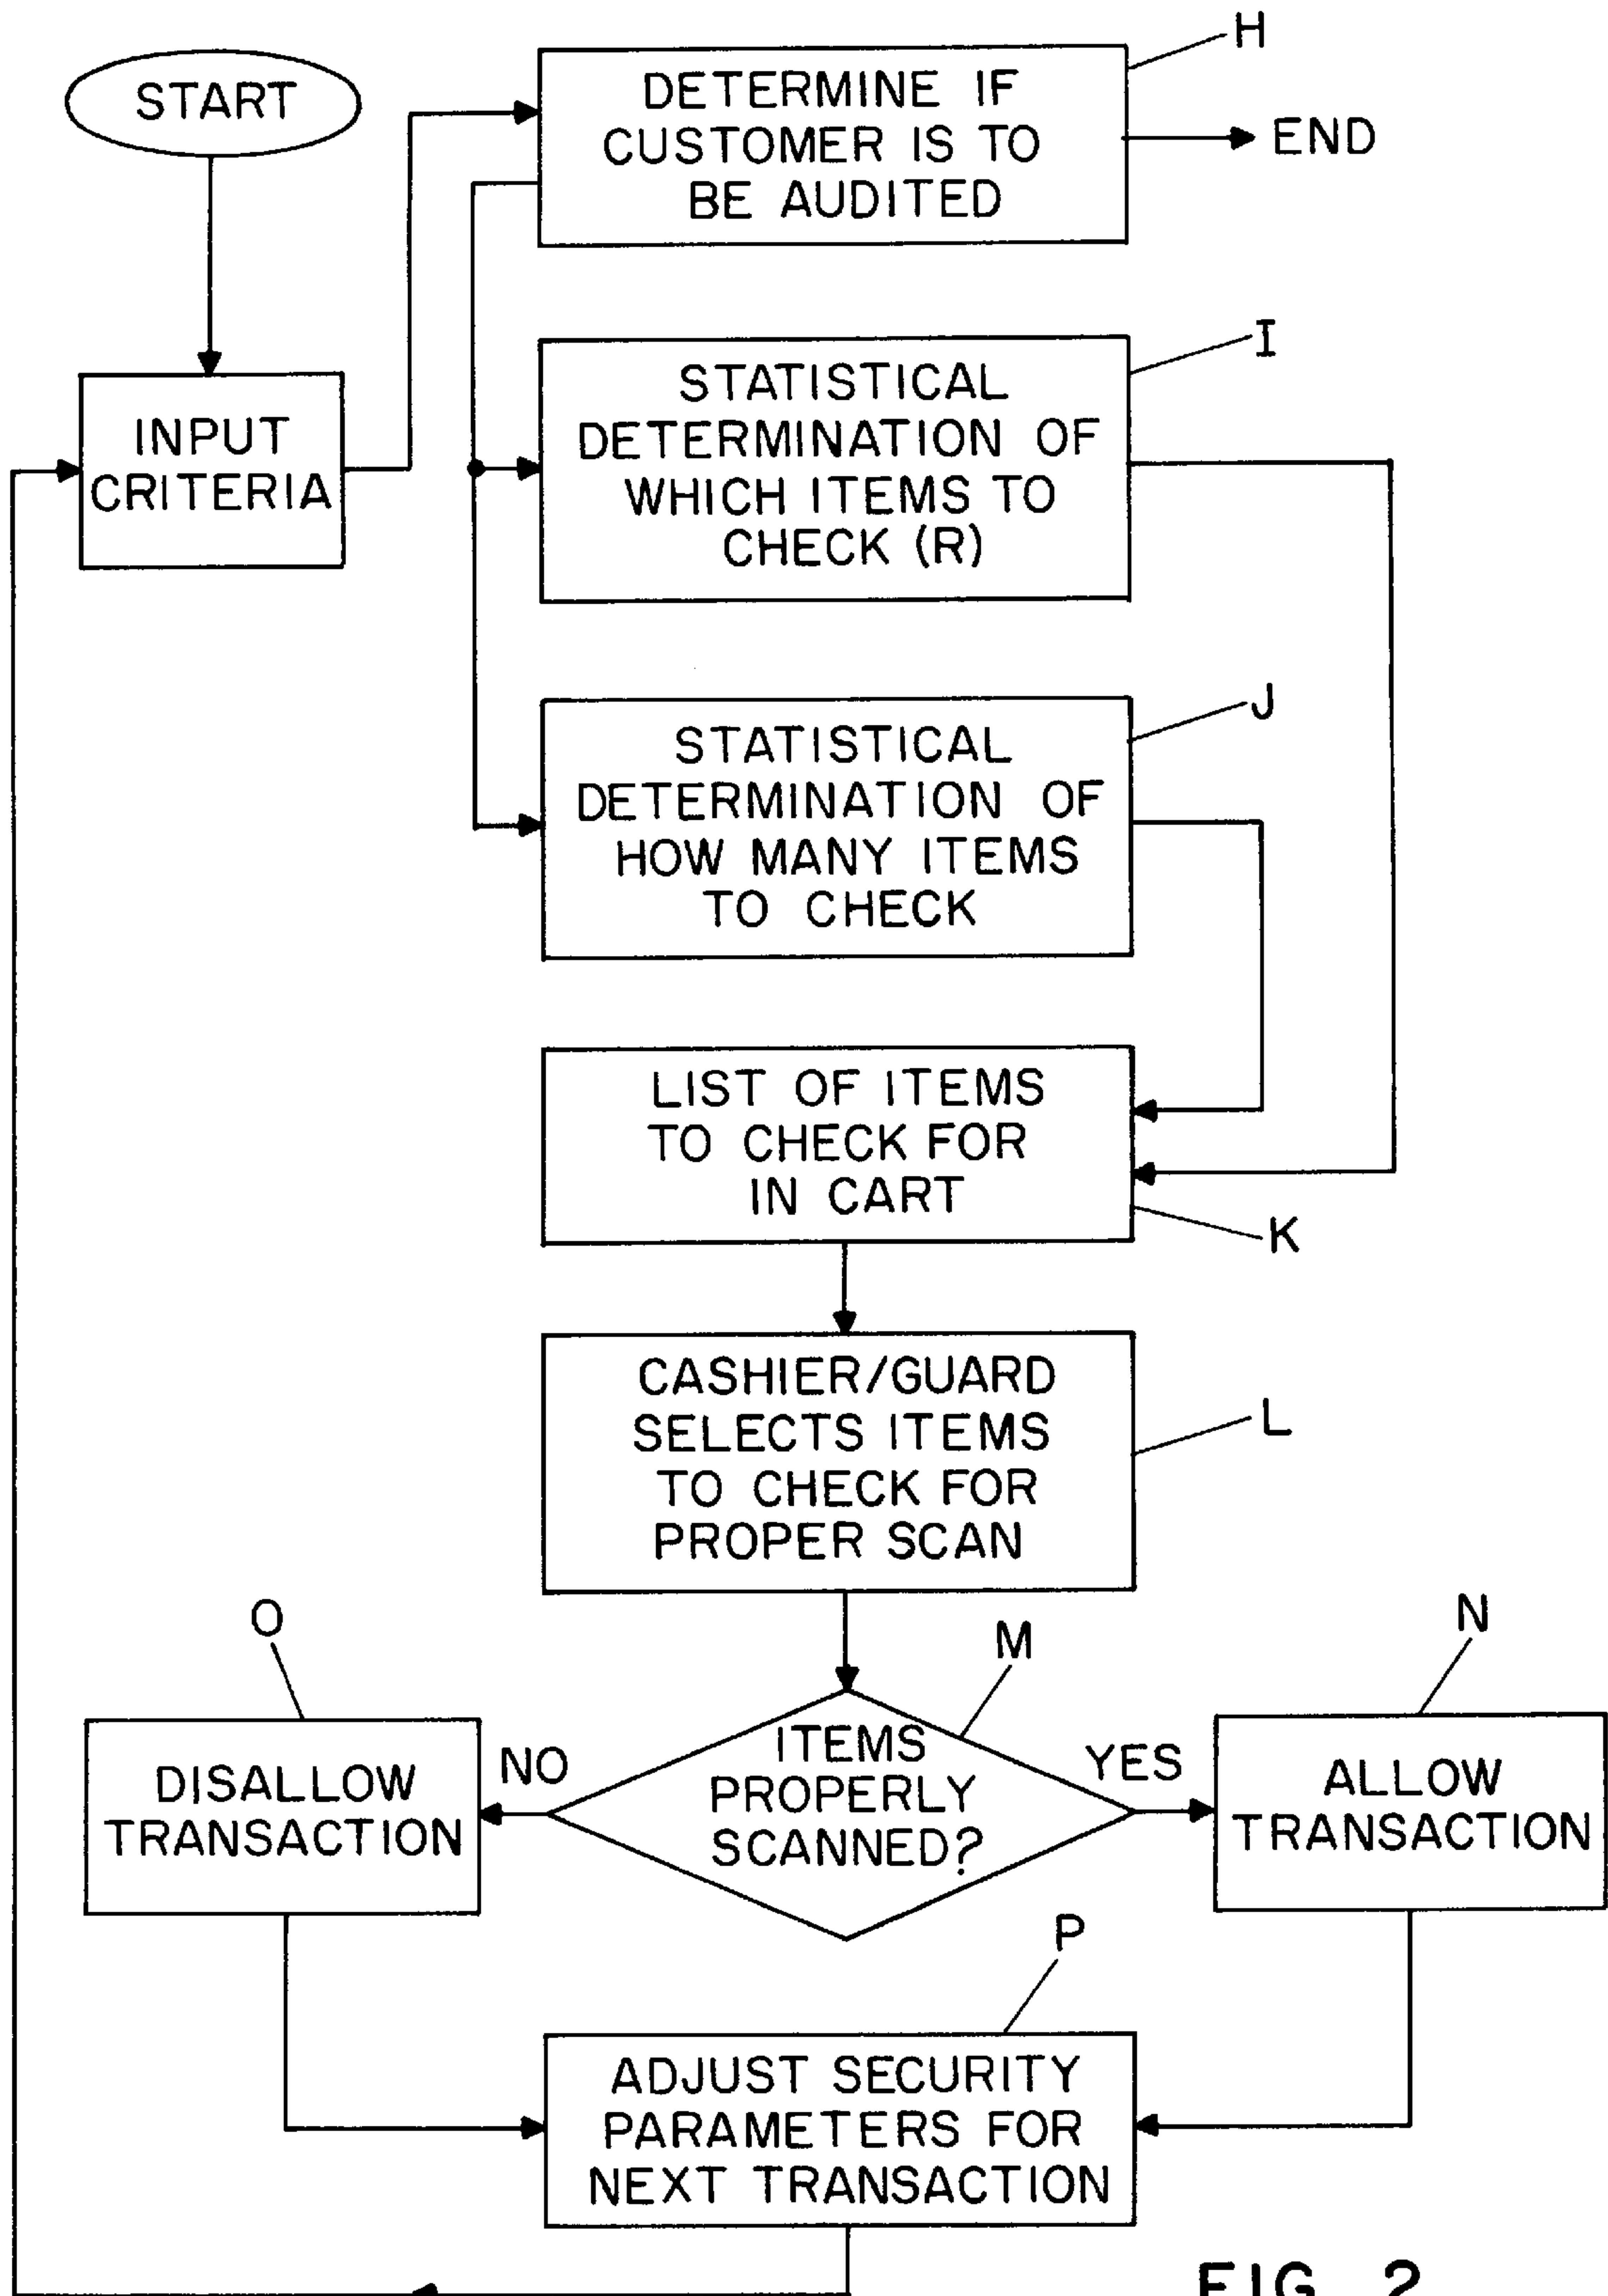 START
H
DETERMINE IF
CUSTOMER IS TO
BE AUDITED
END
I
STATISTICAL
DETERMINATION OF
WHICH ITEMS TO
CHECK (R)
INPUT
CRITERIA
J
STATISTICAL
DETERMINATION OF
HOW MANY ITEMS
TO CHECK
LIST OF ITEMS
TO CHECK FOR
IN CART
K
CASHIER/GUARD
SELECTS ITEMS
TO CHECK FOR
PROPER SCAN
L
M
ITEMS
PROPERLY
SCANNED?
NO
O
DISALLOW
TRANSACTION
YES
N
ALLOW
TRANSACTION
P
ADJUST SECURITY
PARAMETERS FOR
NEXT TRANSACTION
FIG. 2